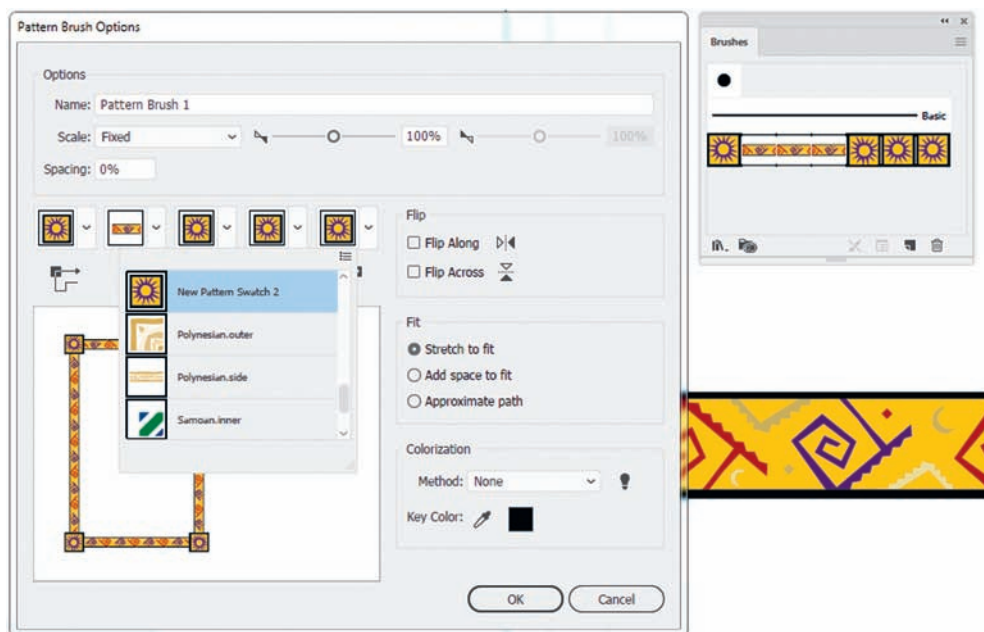 Pattern Brush Options
Options
Name: Pattern Brush 1
Scale: Fixed 100% 100%
Spacing: 0%
New Pattern Swatch 2
Polynesian.outer
Polynesian.side
Samoan.inner
Flip
Flip Along
Flip Across
Fit
Stretch to fit
Add space to fit
Approximate path
Colorization
Method: None
Key Color:
OK Cancel
Brushes
Basic